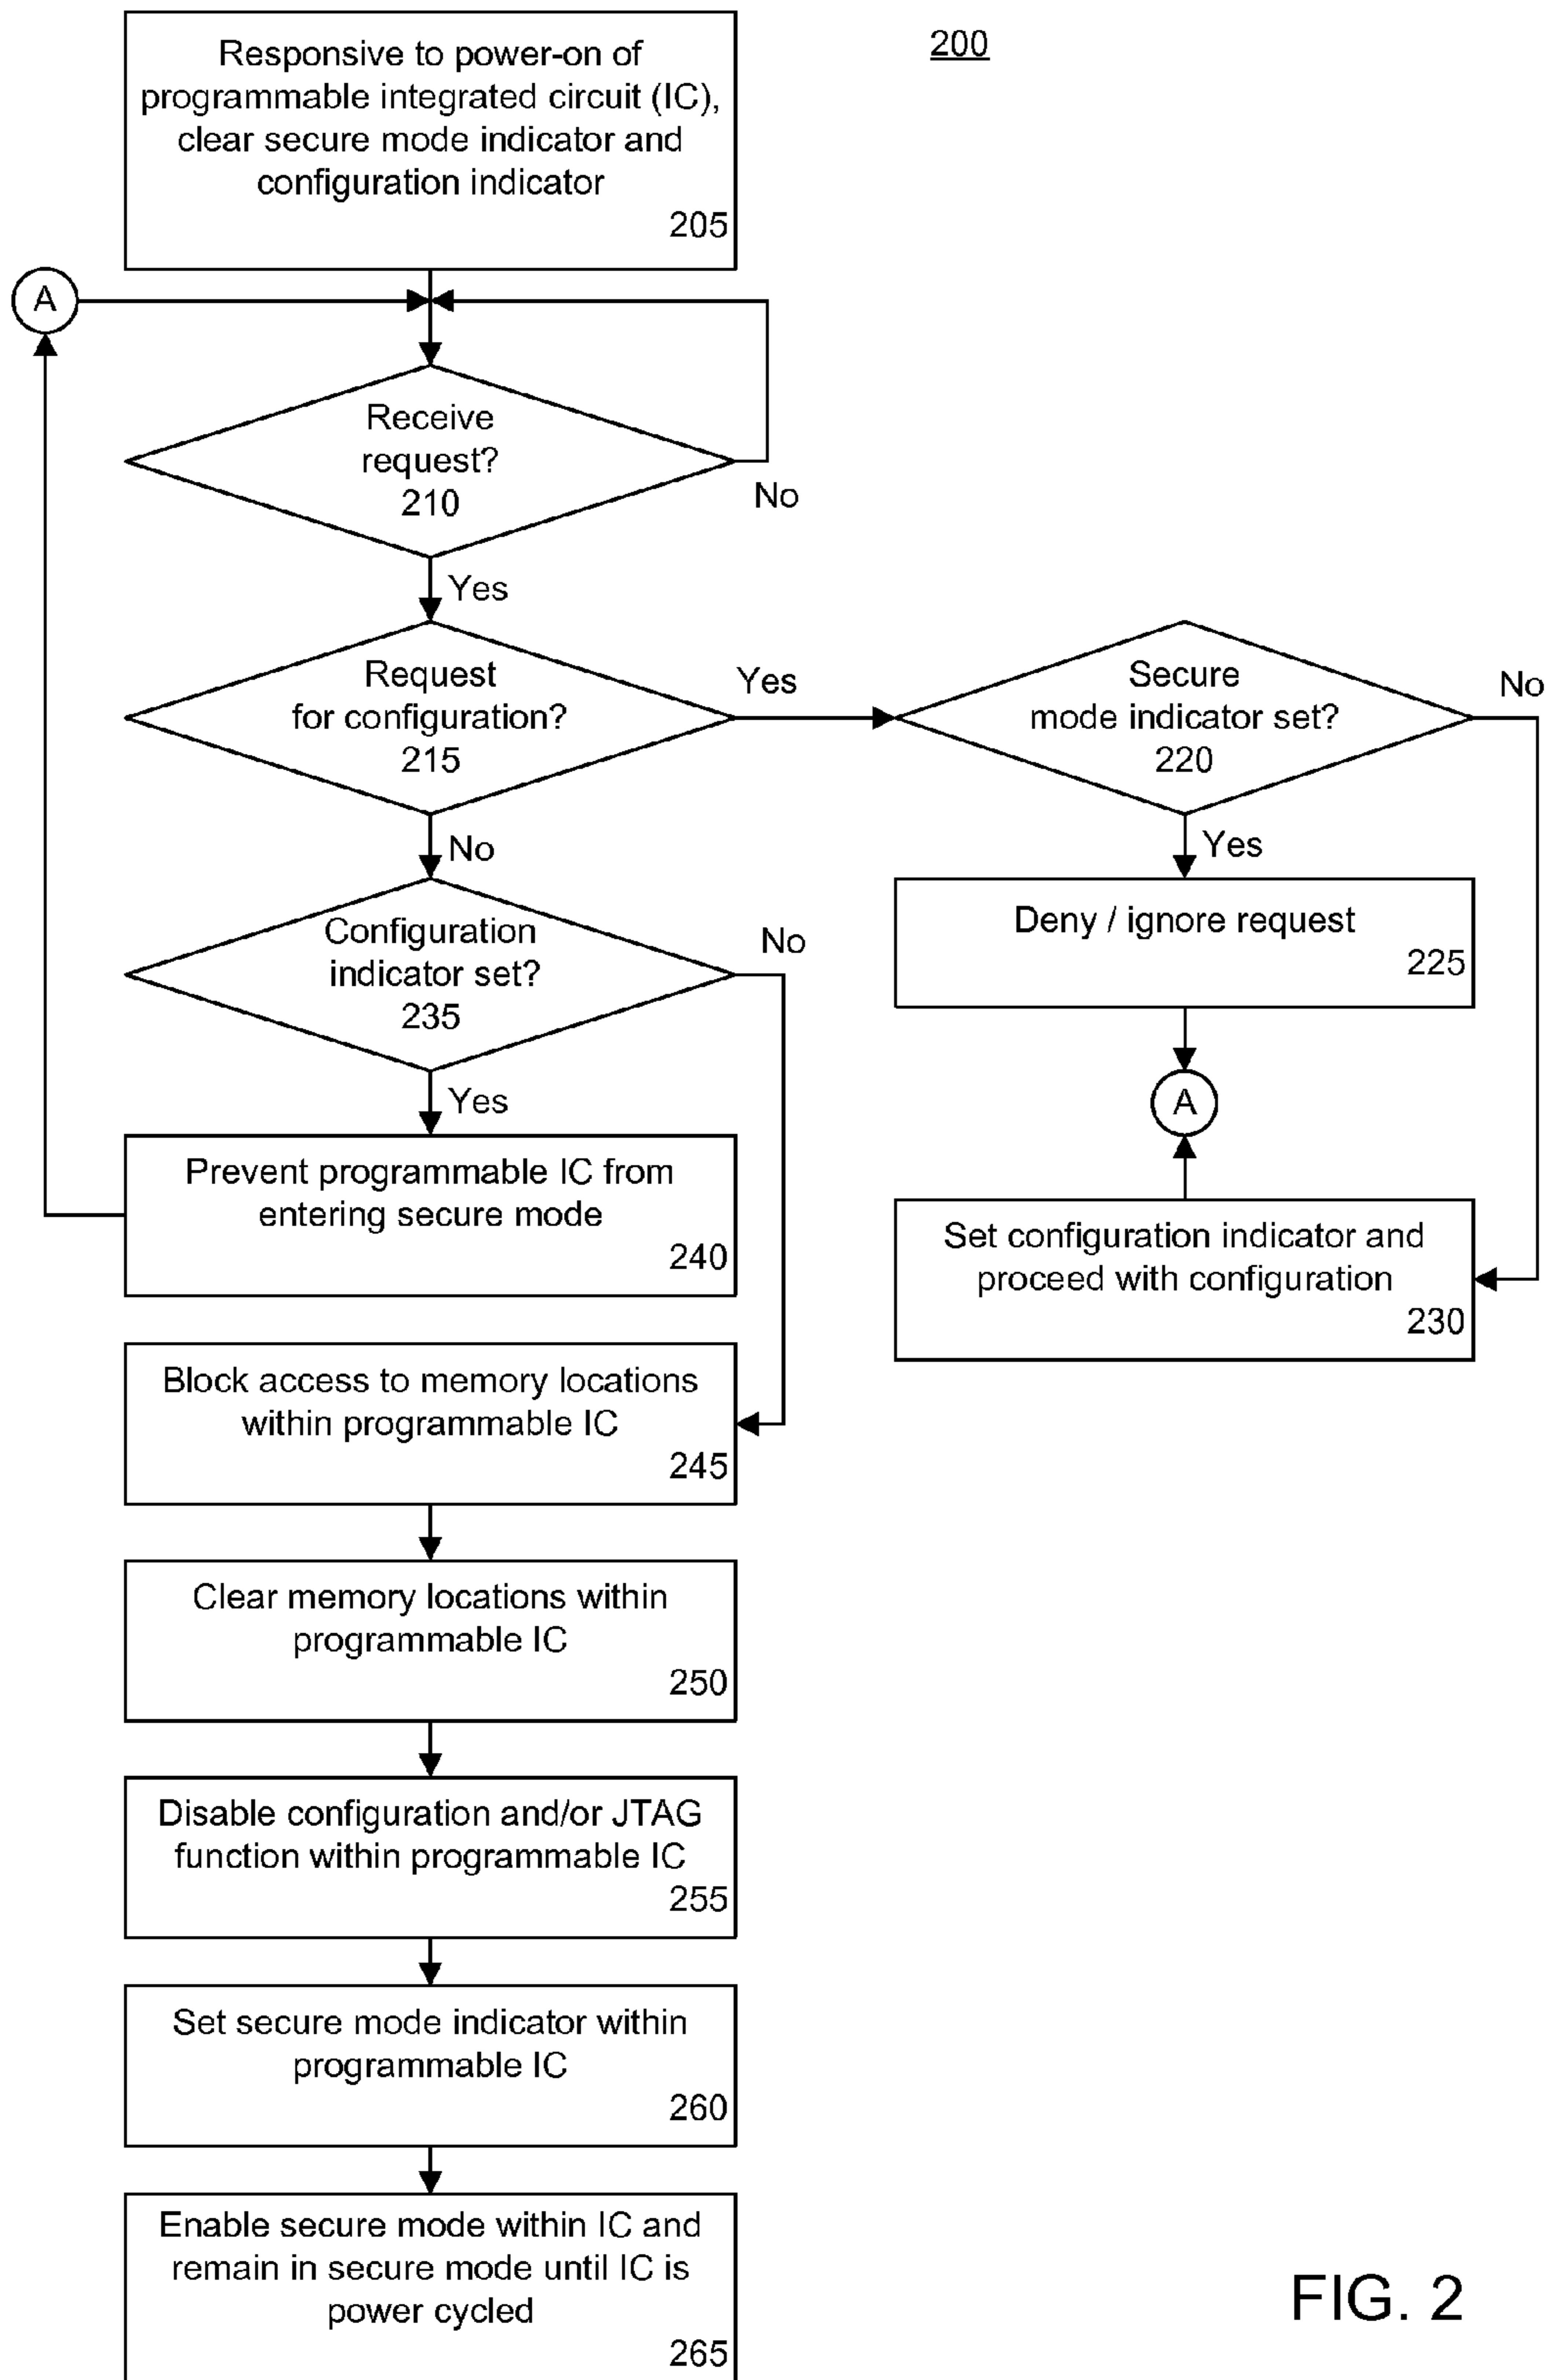 200
Responsive to power-on of
programmable integrated circuit (IC),
clear secure mode indicator and
configuration indicator
205
A
Receive
request?
210
No
Yes
Request
for configuration?
215
Yes
Secure
mode indicator set?
220
No
No
Yes
Configuration
indicator set?
235
No
Deny / ignore request
225
A
Yes
Prevent programmable IC from
entering secure mode
240
Set configuration indicator and
proceed with configuration
230
Block access to memory locations
within programmable IC
245
Clear memory locations within
programmable IC
250
Disable configuration and/or JTAG
function within programmable IC
255
Set secure mode indicator within
programmable IC
260
Enable secure mode within IC and
remain in secure mode until IC is
power cycled
265
FIG. 2